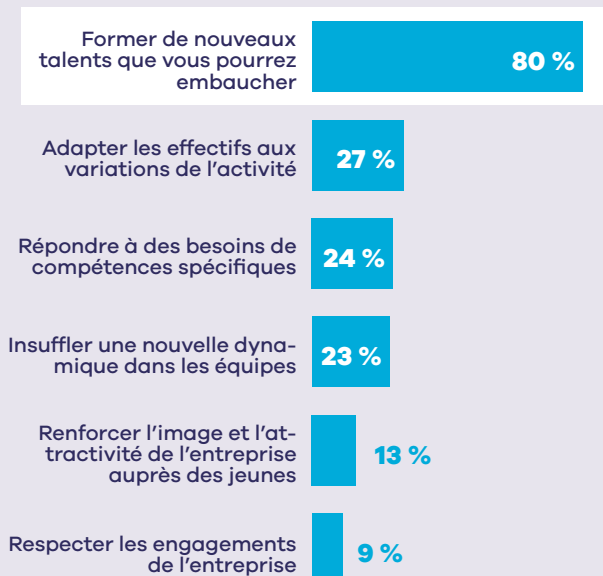 Former de nouveaux
talents que vous pourrez
embaucher
80 %
Adapter les effectifs aux
variations de l’activité
27 %
Répondre à des besoins de
compétences spécifiques
24 %
Insuffler une nouvelle dyna-
mique dans les équipes
23 %
Renforcer l’image et l’at-
tractivité de l’entreprise
auprès des jeunes
13 %
Respecter les engagements
de l’entreprise
9 %